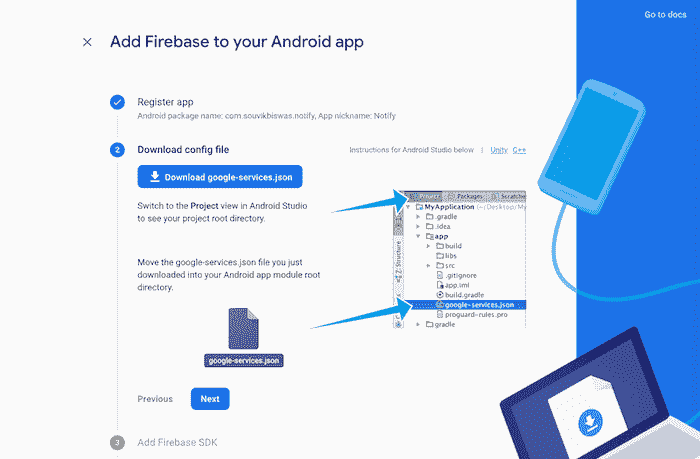 Go to docs
Add Firebase to your Android app
Register app
Android package name: com.souvikbiswas.notify, App nickname: Notify
2 Download config file
Instructions for Android Studio below | Unity C++
Download google-services.json
Switch to the Project view in Android Studio
to see your project root directory.
Move the google-services.json file you just
downloaded into your Android app module root
directory.
google-services.json
Project Packages Scratche
MyApplication (~/Desktop/My
.gradle
.idea
app
build
libs
src
.gitignore
app.iml
build.gradle
google-services.json
proguard-rules.pro
gradle
Z: Structure
Previous Next
3 Add Firebase SDK